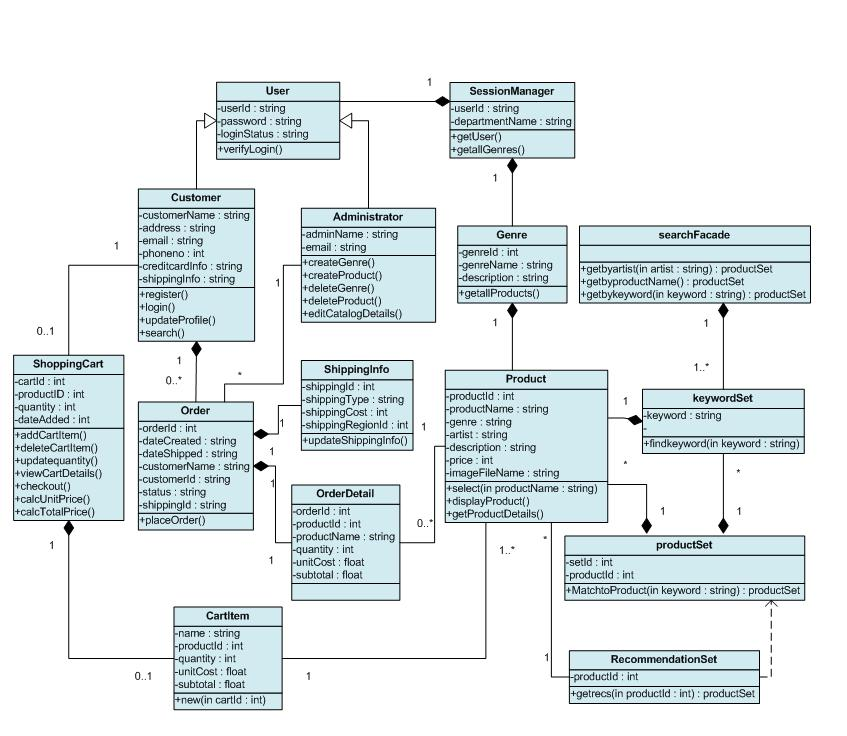 1
User
-userId : string
-password : string
-loginStatus : string
+verifyLogin()
SessionManager
-userId : string
-departmentName : string
+getUser()
+getallGenres()
1
Customer
-customerName : string
-address : string
-email : string
-phoneno : int
-creditcardInfo : string
-shippingInfo : string
+register()
+login()
+updateProfile()
+search()
Administrator
-adminName : string
-email : string
+createGenre()
+createProduct()
+deleteGenre()
+deleteProduct()
+editCatalogDetails()
Genre
-genreId : int
-genreName : string
-description : string
+getallProducts()
searchFacade
+getbyartist(in artist : string) : productSet
+getbyproductName() : productSet
+getbykeyword(in keyword : string) : productSet
1
1
0..1
1
0..*
*
1
1
1..*
ShoppingCart
-cartId : int
-productID : int
-quantity : int
-dateAdded : int
+addCartItem()
+deleteCartItem()
+updatequantity()
+viewCartDetails()
+checkout()
+calcUnitPrice()
+calcTotalPrice()
Order
-orderId : int
-dateCreated : string
-dateShipped : string
-customerName : string
-customerId : string
-status : string
-shippingId : string
+placeOrder()
ShippingInfo
-shippingId : int
-shippingType : string
-shippingCost : int
-shippingRegionId : int
+updateShippingInfo()
Product
-productId : int
-productName : string
-genre : string
-artist : string
-description : string
-price : int
-imageFileName : string
+select(in productName : string)
+displayProduct()
+getProductDetails()
keywordSet
-keyword : string
-
+findkeyword(in keyword : string)
1
1
1
1
1
*
*
OrderDetail
-orderId : int
-productId : int
-productName : string
-quantity : int
-unitCost : float
-subtotal : float
0..*
1
1
1
1
1..*
*
productSet
-setId : int
-productId : int
+MatchtoProduct(in keyword : string) : productSet
CartItem
-name : string
-productId : int
-quantity : int
-unitCost : float
-subtotal : float
+new(in cartId : int)
0..1
1
1
RecommendationSet
-productId : int
+getrecs(in productId : int) : productSet